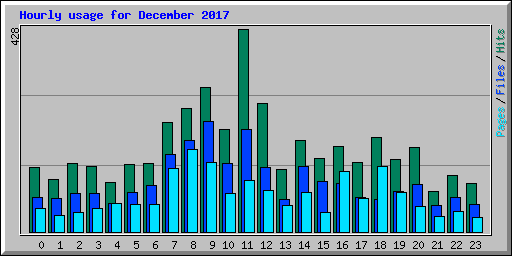 Hourly usage for December 2017
428
Pages / Files / Hits
0 1 2 3 4 5 6 7 8 9 10 11 12 13 14 15 16 17 18 19 20 21 22 23